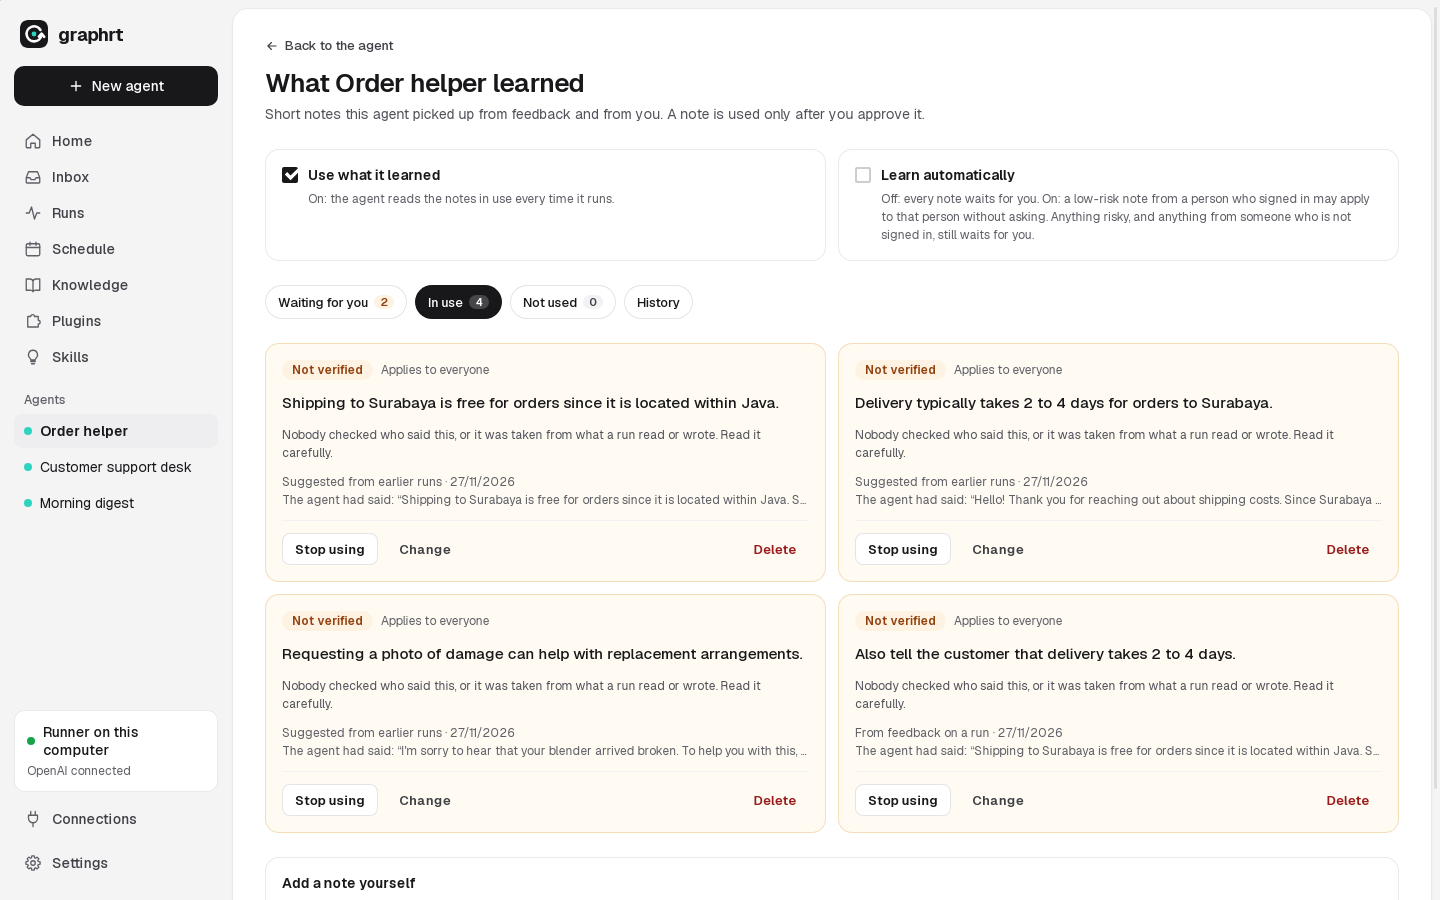 graphrt
New agent
Home
Inbox
Runs
Schedule
Knowledge
Plugins
Skills
Agents
Order helper
Customer support desk
Morning digest
Runner on this
computer
OpenAI connected
Connections
Settings
← Back to the agent
What Order helper learned
Short notes this agent picked up from feedback and from you. A note is used only after you approve it.
Use what it learned
On: the agent reads the notes in use every time it runs.
Learn automatically
Off: every note waits for you. On: a low-risk note from a person who signed in may apply
to that person without asking. Anything risky, and anything from someone who is not
signed in, still waits for you.
Waiting for you 2
In use 4
Not used 0
History
Not verified Applies to everyone
Shipping to Surabaya is free for orders since it is located within Java.
Nobody checked who said this, or it was taken from what a run read or wrote. Read it
carefully.
Suggested from earlier runs · 27/11/2026
The agent had said: “Shipping to Surabaya is free for orders since it is located within Java. S...
Stop using Change Delete
Not verified Applies to everyone
Delivery typically takes 2 to 4 days for orders to Surabaya.
Nobody checked who said this, or it was taken from what a run read or wrote. Read it
carefully.
Suggested from earlier runs · 27/11/2026
The agent had said: “Hello! Thank you for reaching out about shipping costs. Since Surabaya ...
Stop using Change Delete
Not verified Applies to everyone
Requesting a photo of damage can help with replacement arrangements.
Nobody checked who said this, or it was taken from what a run read or wrote. Read it
carefully.
Suggested from earlier runs · 27/11/2026
The agent had said: “I'm sorry to hear that your blender arrived broken. To help you with this, ...
Stop using Change Delete
Not verified Applies to everyone
Also tell the customer that delivery takes 2 to 4 days.
Nobody checked who said this, or it was taken from what a run read or wrote. Read it
carefully.
From feedback on a run · 27/11/2026
The agent had said: “Shipping to Surabaya is free for orders since it is located within Java. S...
Stop using Change Delete
Add a note yourself